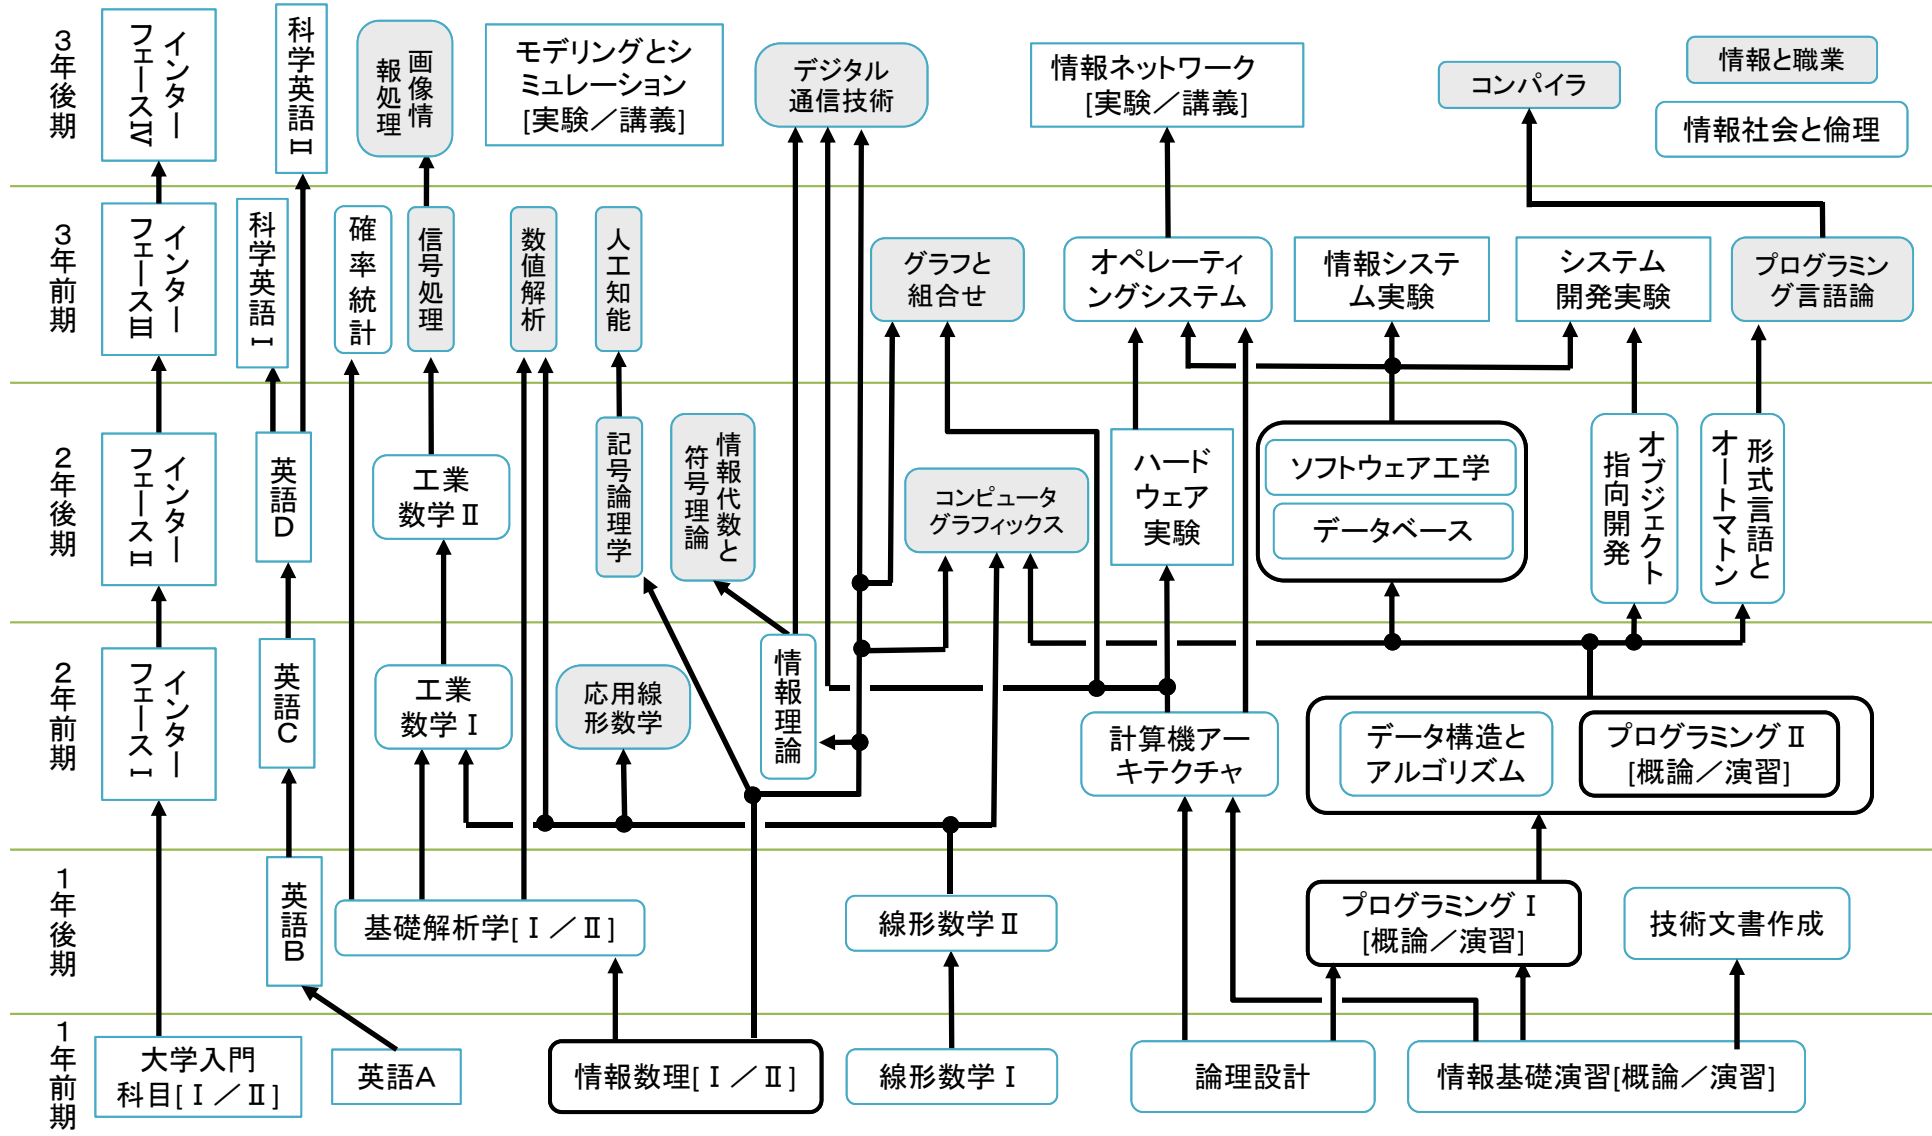 3年後期
インター
フェースⅣ
科学英語Ⅱ
画像情
報処理
モデリングとシ
ミュレーション
[実験／講義]
デジタル
通信技術
情報ネットワーク
[実験／講義]
コンパイラ
情報と職業
情報社会と倫理
3年前期
インター
フェースⅢ
科学英語Ⅰ
確率統計
信号処理
数値解析
人工知能
グラフと
組合せ
オペレーティ
ングシステム
情報システ
ム実験
システム
開発実験
プログラミン
グ言語論
2年後期
インター
フェースⅡ
英語D
工業
数学Ⅱ
記号論理学
情報代数と
符号理論
コンピュータ
グラフィックス
ハード
ウェア
実験
ソフトウェア工学
データベース
オブジェクト
指向開発
形式言語と
オートマトン
2年前期
インター
フェースⅠ
英語C
工業
数学Ⅰ
応用線
形数学
情報理論
計算機アー
キテクチャ
データ構造と
アルゴリズム
プログラミングⅡ
[概論／演習]
1年後期
英語B
基礎解析学[Ⅰ／Ⅱ]
線形数学Ⅱ
プログラミングⅠ
[概論／演習]
技術文書作成
1年前期
大学入門
科目[Ⅰ／Ⅱ]
英語A
情報数理[Ⅰ／Ⅱ]
線形数学Ⅰ
論理設計
情報基礎演習[概論／演習]